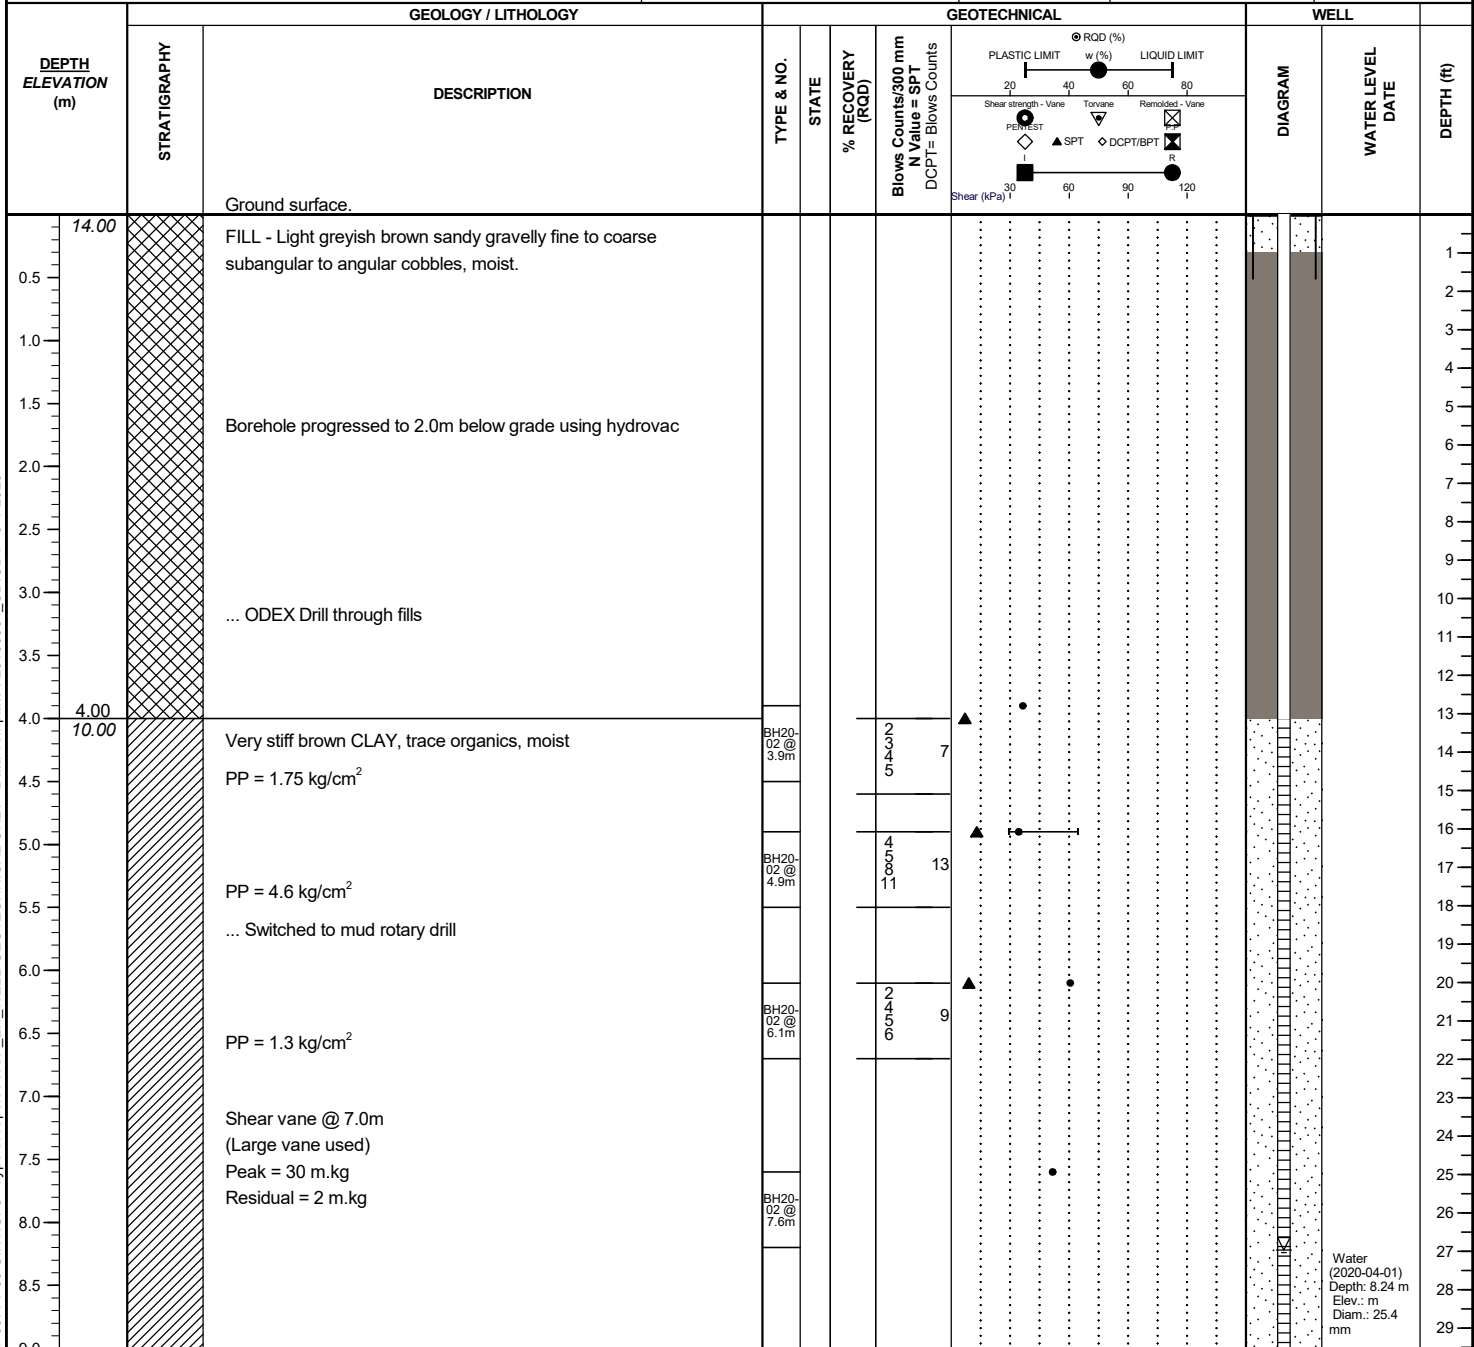 GEOLOGY / LITHOLOGY
GEOTECHNICAL
WELL
DEPTH
ELEVATION
(m)
STRATIGRAPHY
DESCRIPTION
TYPE & NO.
STATE
% RECOVERY
(RQD)
Blows Counts/300 mm
N Value = SPT
DCPT= Blows Counts
RQD (%)
PLASTIC LIMIT w (%) LIQUID LIMIT
20 40 60 80
Shear strength - Vane Torvane Remolded - Vane
PENTEST P.P
SPT DCPT/BPT
I R
Shear (kPa) 30 60 90 120
DIAGRAM
WATER LEVEL
DATE
DEPTH (ft)
Ground surface.
14.00
FILL - Light greyish brown sandy gravelly fine to coarse
subangular to angular cobbles, moist.
1
0.5
2
1.0
3
4
1.5
5
Borehole progressed to 2.0m below grade using hydrovac
6
2.0
7
2.5
8
9
3.0
10
... ODEX Drill through fills
11
3.5
12
4.00
4.0
13
10.00
Very stiff brown CLAY, trace organics, moist
BH20-
02 @
3.9m
2
3
4
5
7
14
PP = 1.75 kg/cm2
4.5
15
16
5.0
BH20-
02 @
4.9m
4
5
8
11
13
17
PP = 4.6 kg/cm2
5.5
18
... Switched to mud rotary drill
19
6.0
20
BH20-
02 @
6.1m
2
4
5
6
9
21
6.5
PP = 1.3 kg/cm2
22
7.0
23
Shear vane @ 7.0m
(Large vane used)
24
7.5
Peak = 30 m.kg
25
Residual = 2 m.kg
BH20-
02 @
7.6m
26
8.0
27
Water
(2020-04-01)
Depth: 8.24 m
Elev.: m
Diam.: 25.4
mm
8.5
28
29